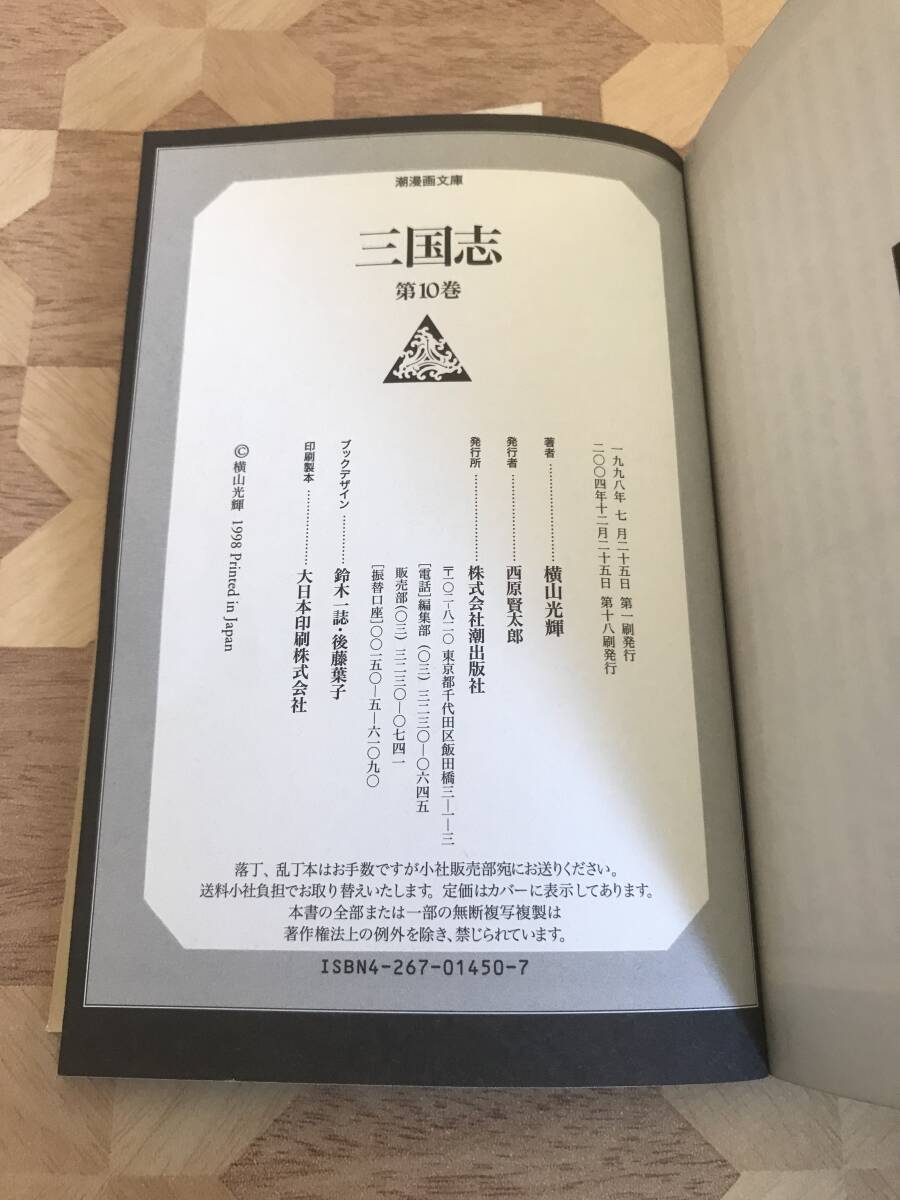 潮漫画文庫
三国志
第10巻
一九九八年 七 月二十五日 第一刷発行
二〇〇四年十二月二十五日 第十八刷発行
著者…………横山光輝
発行者…………西原賢太郎
発行所…………株式会社潮出版社
〒一〇二-八一一〇 東京都千代田区飯田橋三-一-三
[電話]編集部 (〇三) 三二三〇-〇六四五
販売部(〇三) 三二三〇-〇七四一
[振替口座]〇〇一五〇-五-六一〇九〇
ブックデザイン…………鈴木一誌・後藤葉子
印刷製本…………大日本印刷株式会社
© 横山光輝 1998 Printed in Japan
落丁、乱丁本はお手数ですが小社販売部宛にお送りください。
送料小社負担でお取り替えいたします。定価はカバーに表示してあります。
本書の全部または一部の無断複写複製は
著作権法上の例外を除き、禁じられています。
ISBN4-267-01450-7